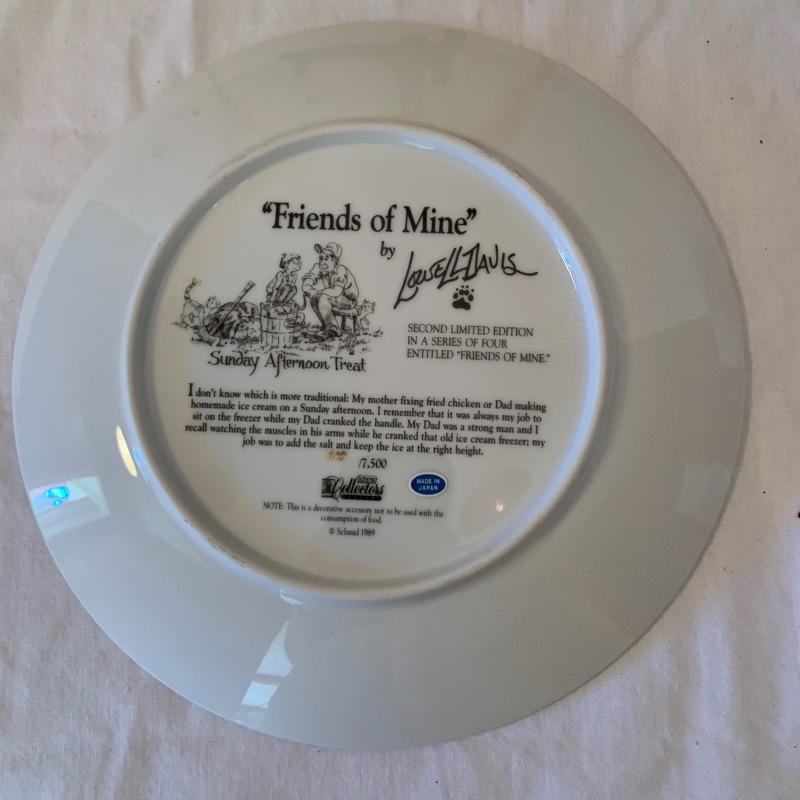 "Friends of Mine"
by
Lowell Davis
SECOND LIMITED EDITION
IN A SERIES OF FOUR
ENTITLED "FRIENDS OF MINE."
Sunday Afternoon Treat
I don't know which is more traditional: My mother fixing fried chicken or Dad making
homemade ice cream on a Sunday afternoon. I remember that it was always my job to
sit on the freezer while my Dad cranked the handle. My Dad was a strong man and I
recall watching the muscles in his arms while he cranked that old ice cream freezer; my
job was to add the salt and keep the ice at the right height.
/7,500
Collectors
MADE IN
JAPAN
NOTE: This is a decorative accessory not to be used with the
consumption of food.
© Schmid 1989